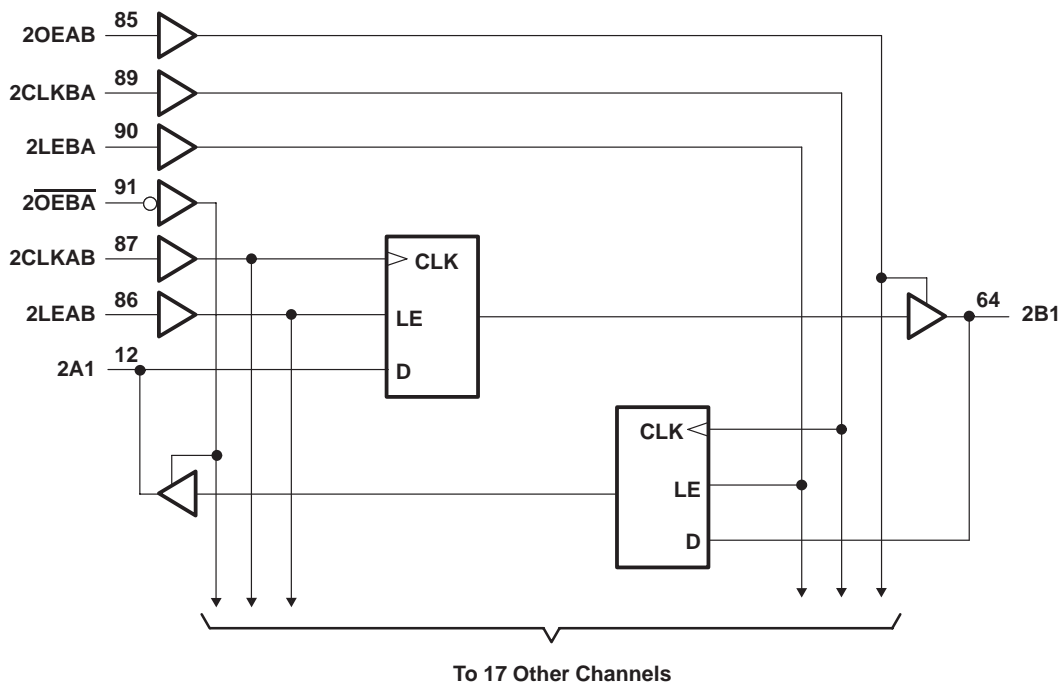 2OEAB 85
2CLKBA 89
2LEBA 90
2O̅E̅B̅A̅ 91
2CLKAB 87
2LEAB 86
2A1 12
CLK
LE
D
64 2B1
CLK
LE
D
To 17 Other Channels